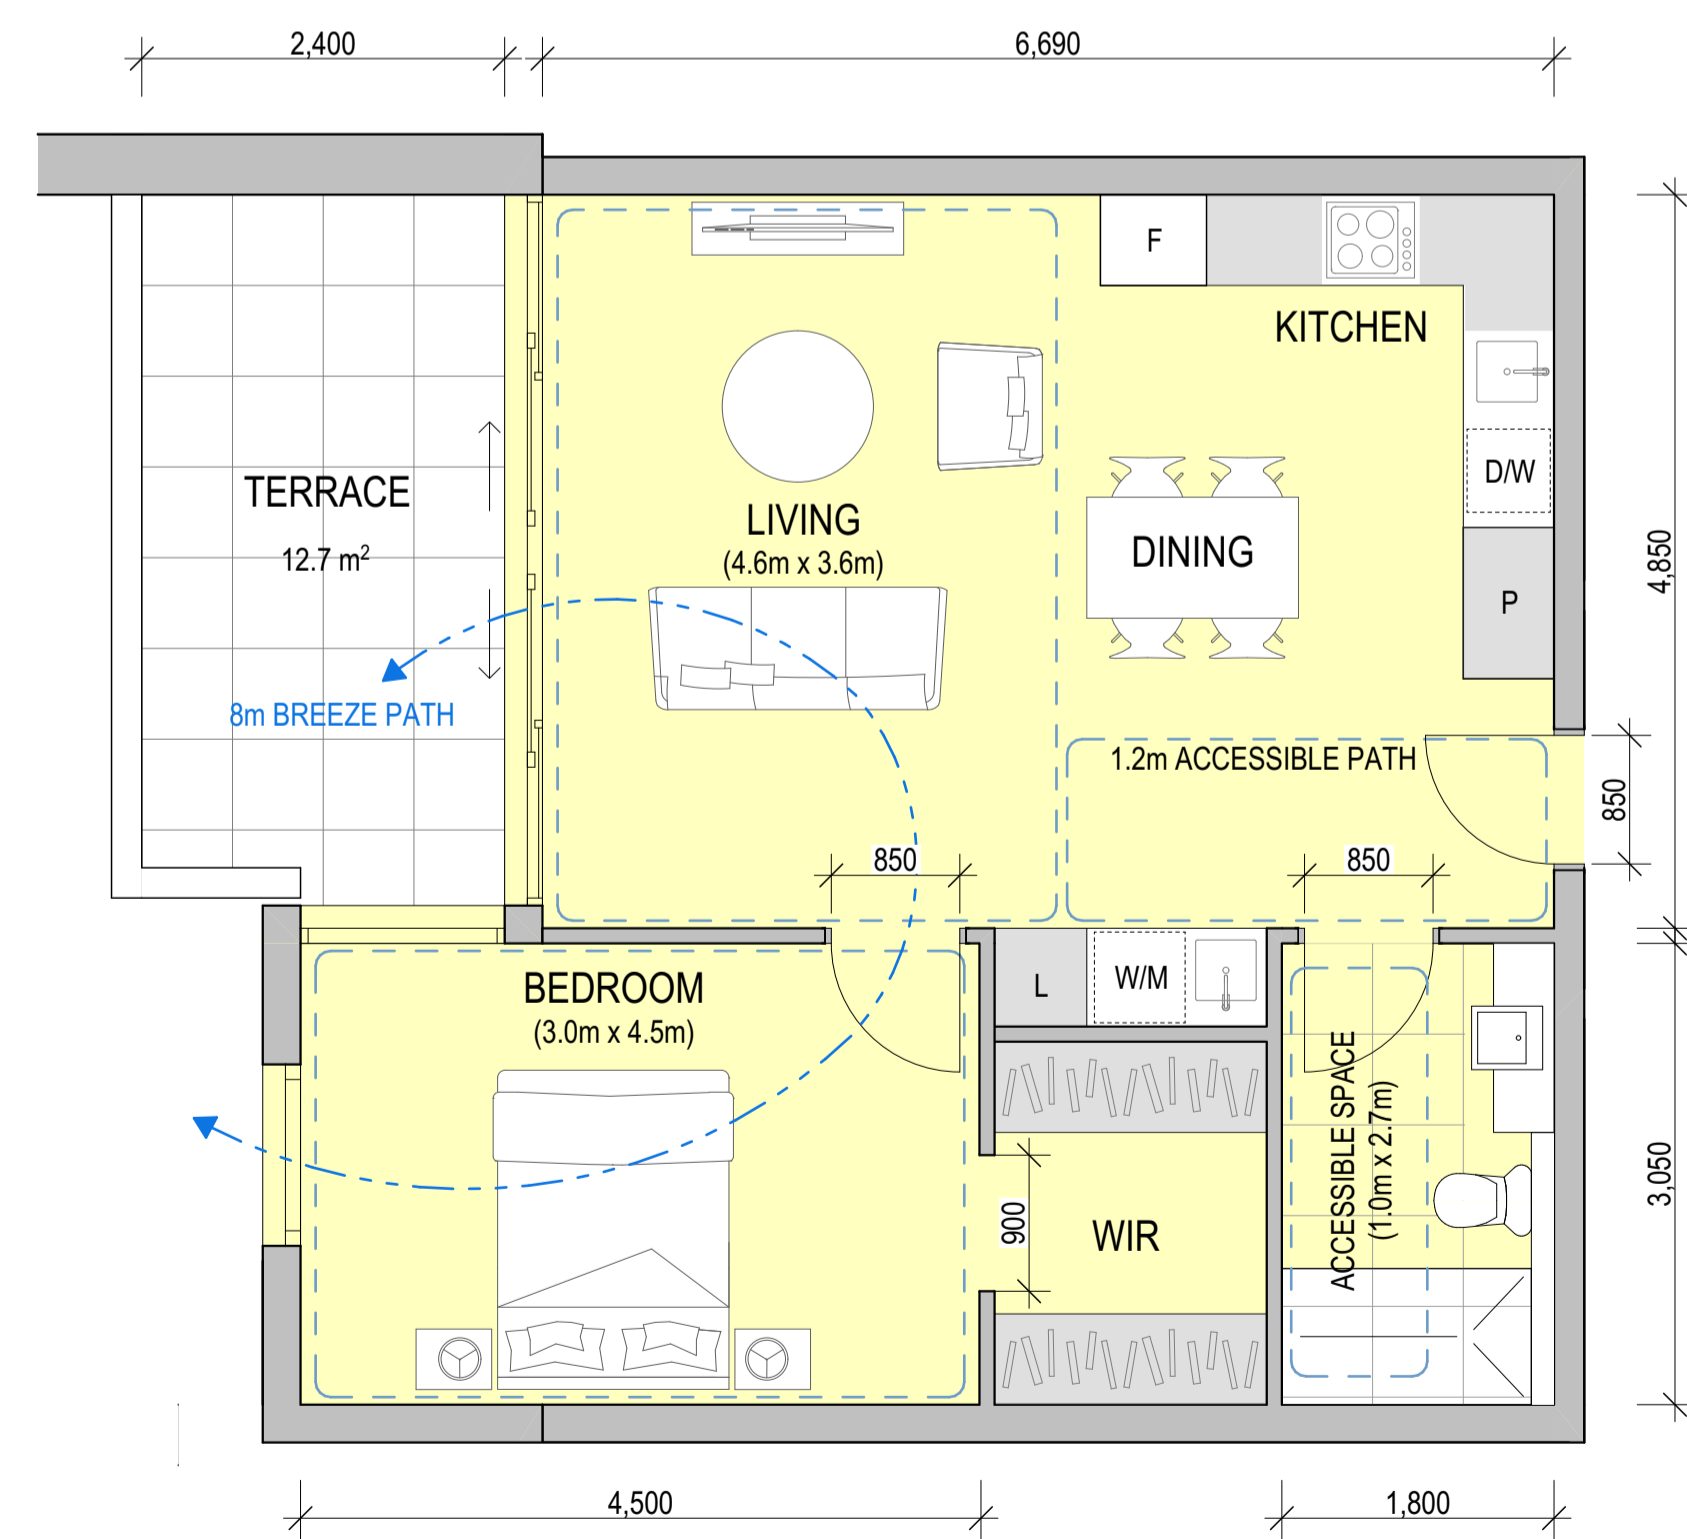 2,400
6,690
F
KITCHEN
TERRACE
12.7 m²
LIVING
(4.6m x 3.6m)
DINING
D/W
P
4,850
8m BREEZE PATH
1.2m ACCESSIBLE PATH
850
850
850
BEDROOM
(3.0m x 4.5m)
L
W/M
ACCESSIBLE SPACE
(1.0m x 2.7m)
3,050
900
WIR
4,500
1,800